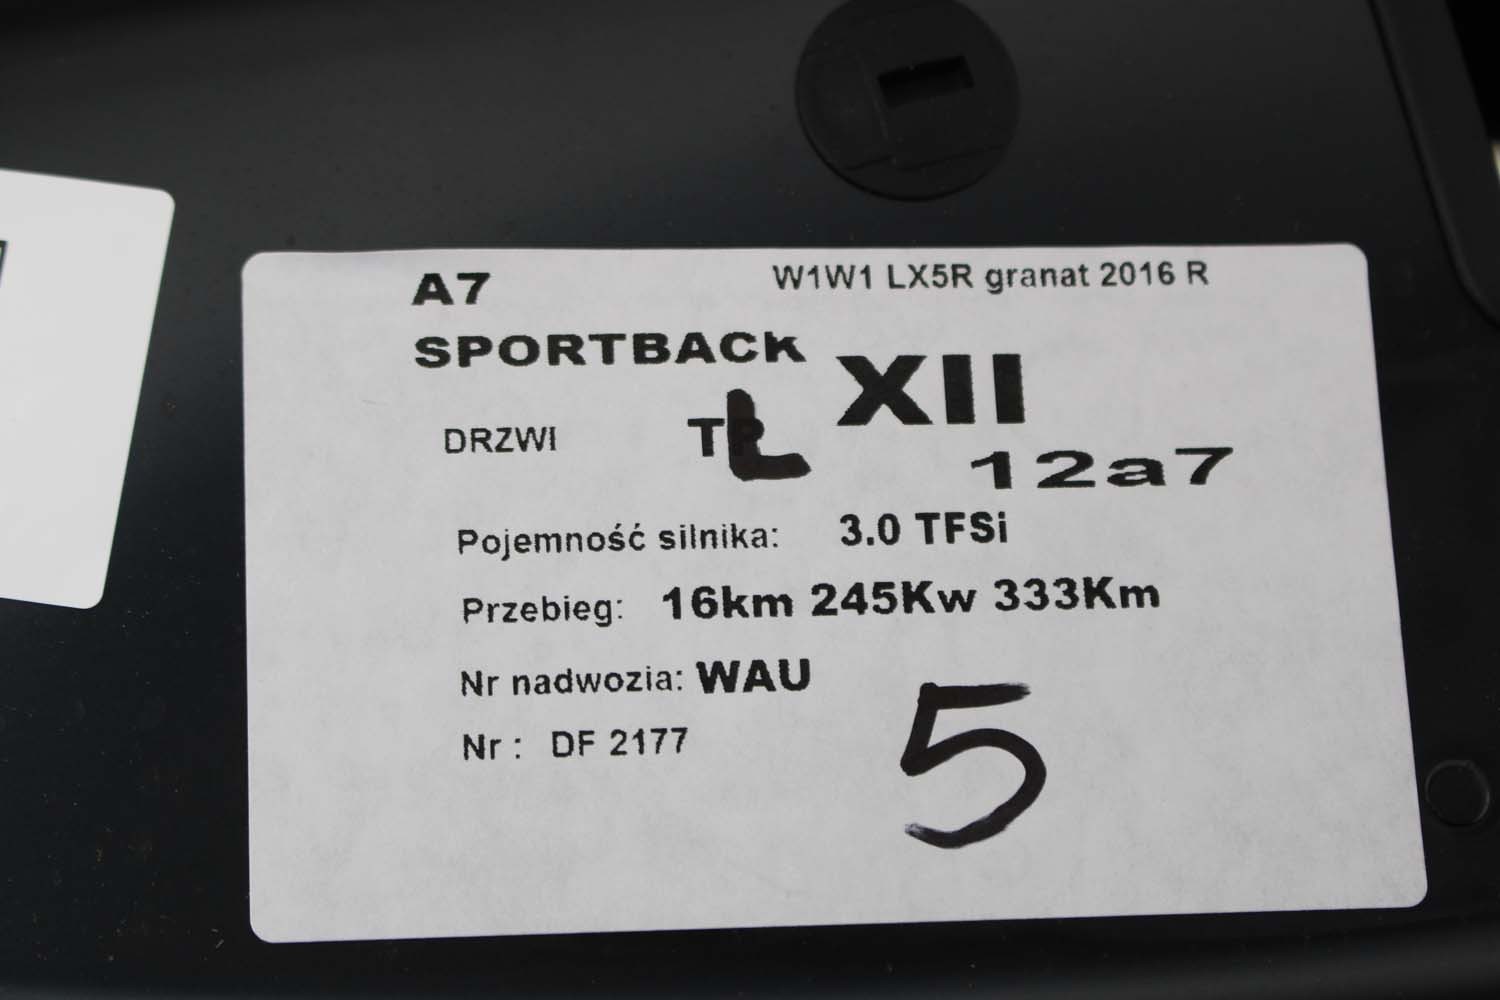 A7
W1W1 LX5R granat 2016 R
SPORTBACK
XII
DRZWI TL
12a7
Pojemność silnika: 3.0 TFSi
Przebieg: 16km 245Kw 333Km
Nr nadwozia: WAU
Nr : DF 2177
5